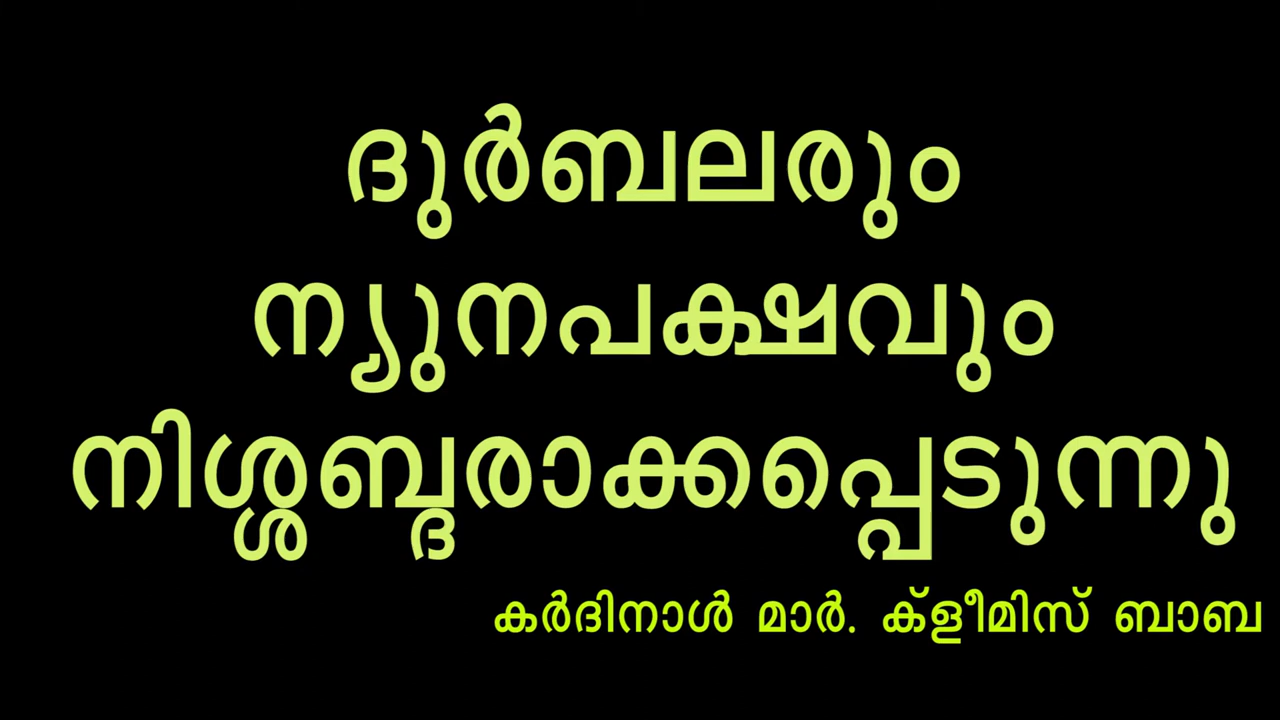 ദുർബലരും
ന്യുനപക്ഷവും
നിശ്ശബ്ദരാക്കപ്പെടുന്നു
കർദിനാൾ മാർ. ക്ളീമിസ് ബാബ